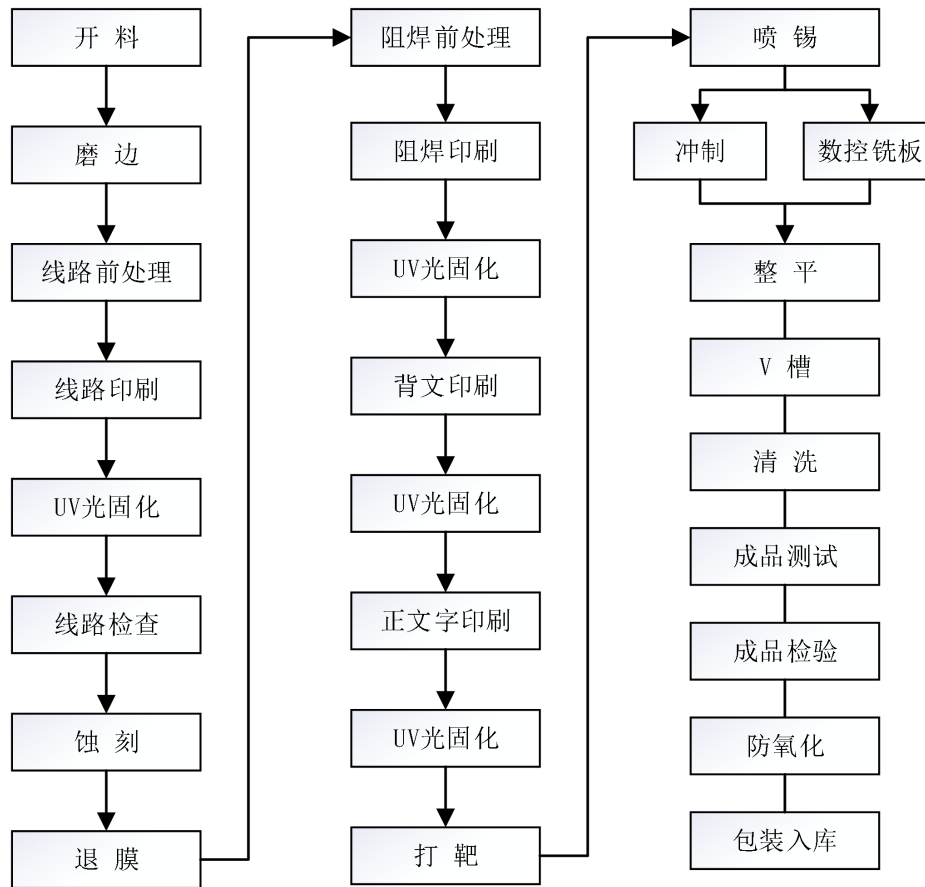 开 料
磨 边
线路前处理
线路印刷
UV光固化
线路检查
蚀 刻
退 膜
阻焊前处理
阻焊印刷
UV光固化
背文印刷
UV光固化
正文字印刷
UV光固化
打 靶
喷 锡
冲制
数控铣板
整 平
V 槽
清 洗
成品测试
成品检验
防氧化
包装入库